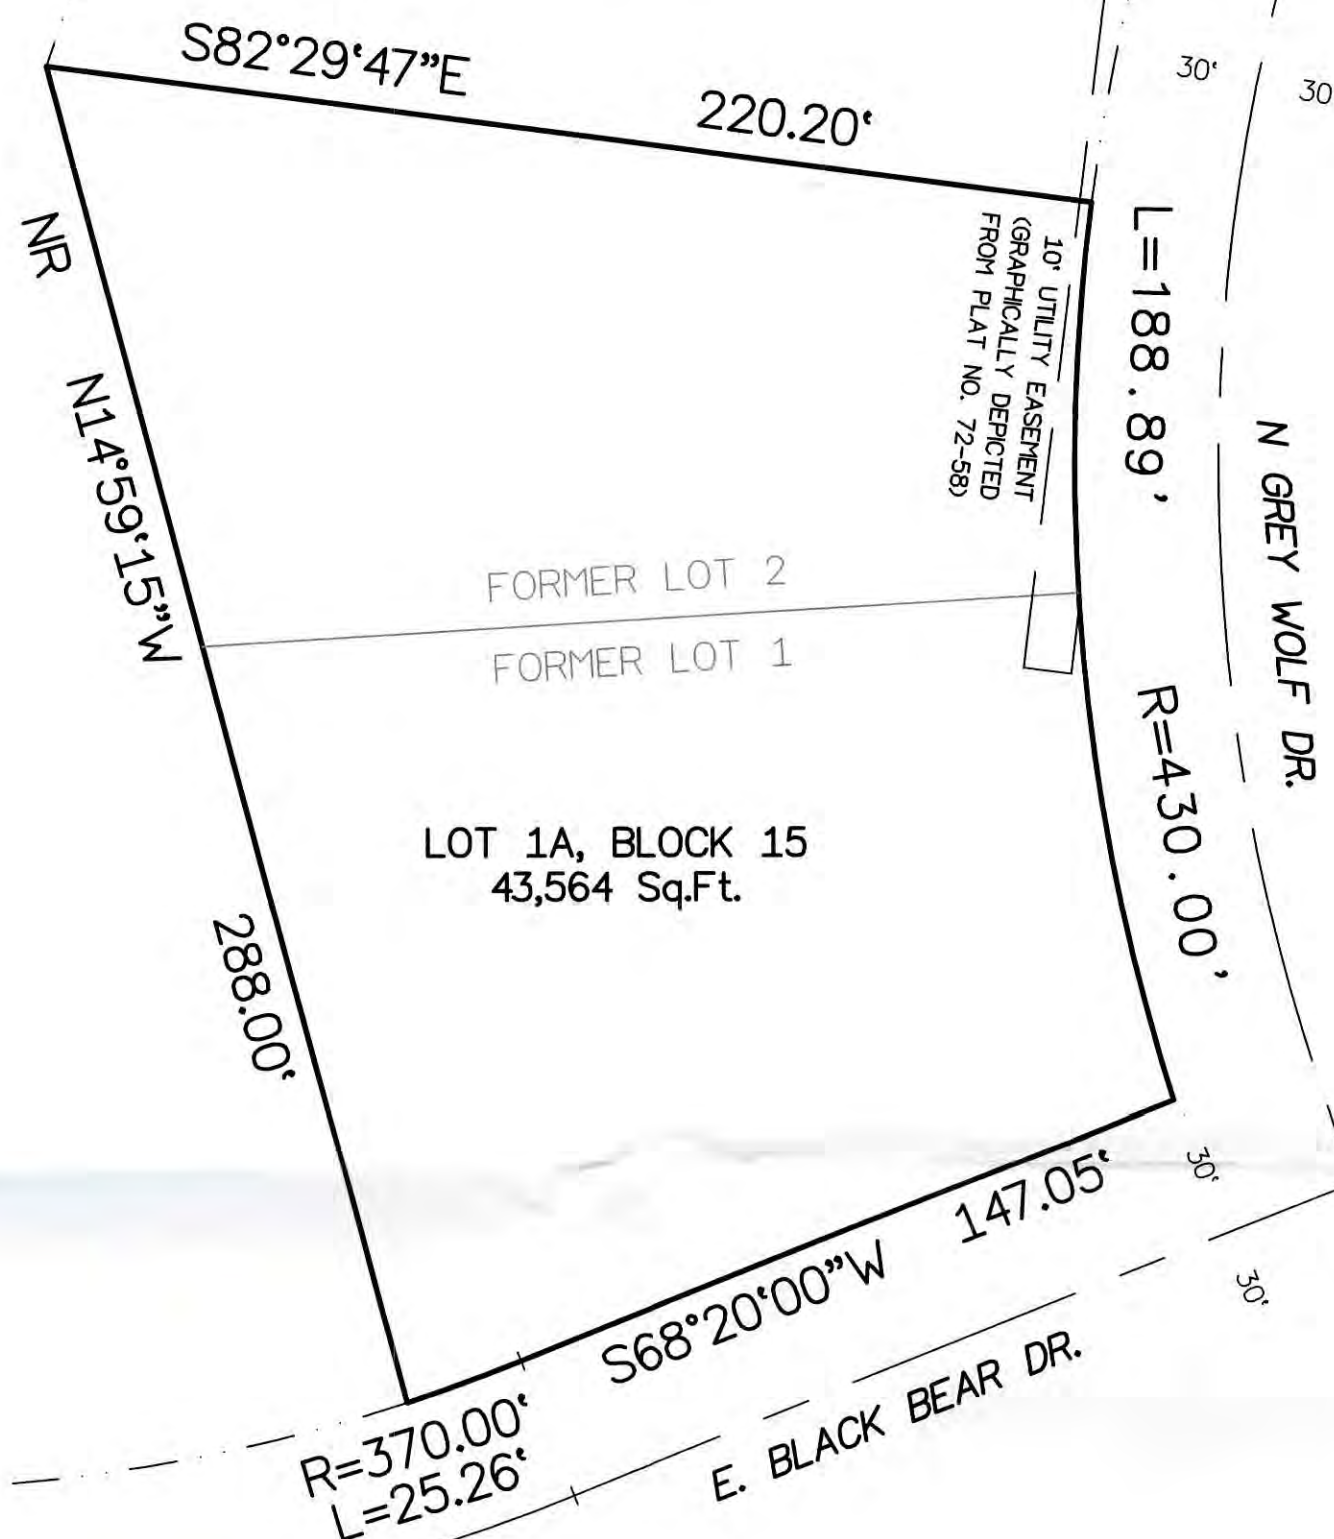 S82°29'47"E
220.20'
30'
30
NR
N14°59'15"W
288.00'
10' UTILITY EASEMENT
(GRAPHICALLY DEPICTED
FROM PLAT NO. 72-58)
L=188.89'
R=430.00'
N GREY WOLF DR.
FORMER LOT 2
FORMER LOT 1
LOT 1A, BLOCK 15
43,564 Sq.Ft.
30'
30'
147.05'
S68°20'00"W
E. BLACK BEAR DR.
R=370.00'
L=25.26'